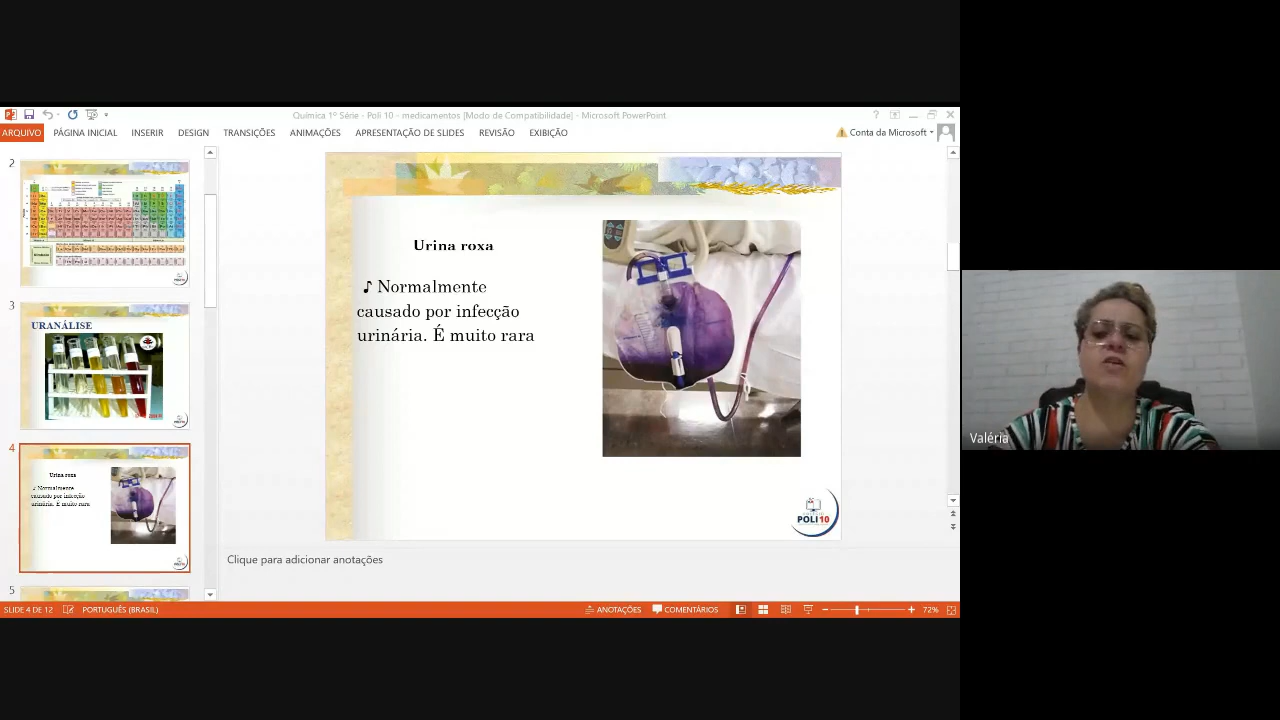 Química 1ª Série - Poli 10 - medicamentos [Modo de Compatibilidade] - Microsoft PowerPoint
ARQUIVO PÁGINA INICIAL INSERIR DESIGN TRANSIÇÕES ANIMAÇÕES APRESENTAÇÃO DE SLIDES REVISÃO EXIBIÇÃO Conta da Microsoft
2
3
URANÁLISE
4
Urina roxa
♪ Normalmente
causado por infecção
urinária. É muito rara
5
Urina roxa
♪ Normalmente
causado por infecção
urinária. É muito rara
POLI 10
Clique para adicionar anotações
SLIDE 4 DE 12 PORTUGUÊS (BRASIL) ANOTAÇÕES COMENTÁRIOS 72%
Valéria